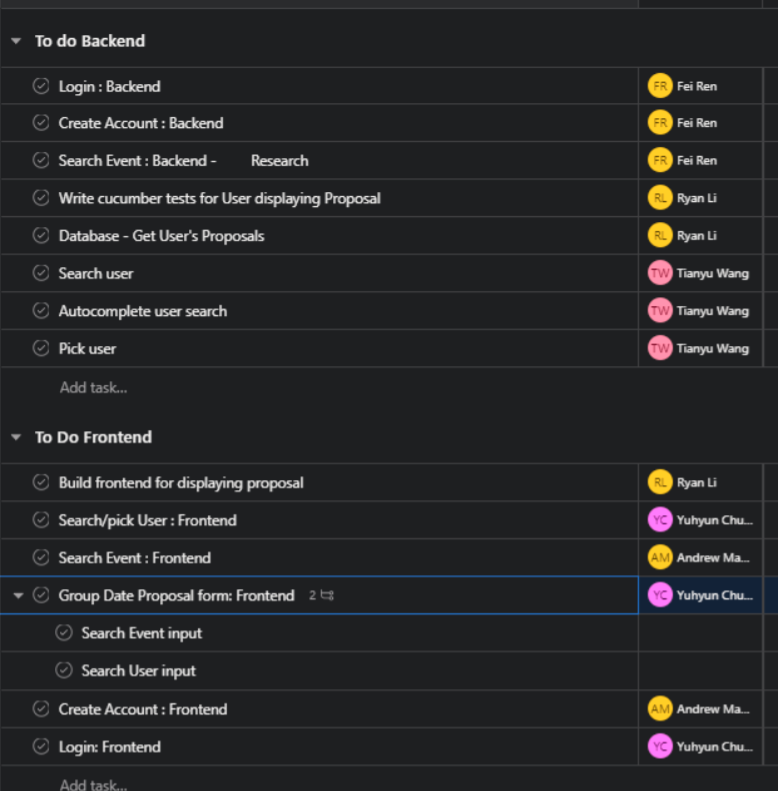 To do Backend
Login : Backend FR Fei Ren
Create Account : Backend FR Fei Ren
Search Event : Backend - Research FR Fei Ren
Write cucumber tests for User displaying Proposal RL Ryan Li
Database - Get User's Proposals RL Ryan Li
Search user TW Tianyu Wang
Autocomplete user search TW Tianyu Wang
Pick user TW Tianyu Wang
Add task...
To Do Frontend
Build frontend for displaying proposal RL Ryan Li
Search/pick User : Frontend YC Yuhyun Chu...
Search Event : Frontend AM Andrew Ma...
Group Date Proposal form: Frontend 2 YC Yuhyun Chu...
Search Event input
Search User input
Create Account : Frontend AM Andrew Ma...
Login: Frontend YC Yuhyun Chu...
Add task...